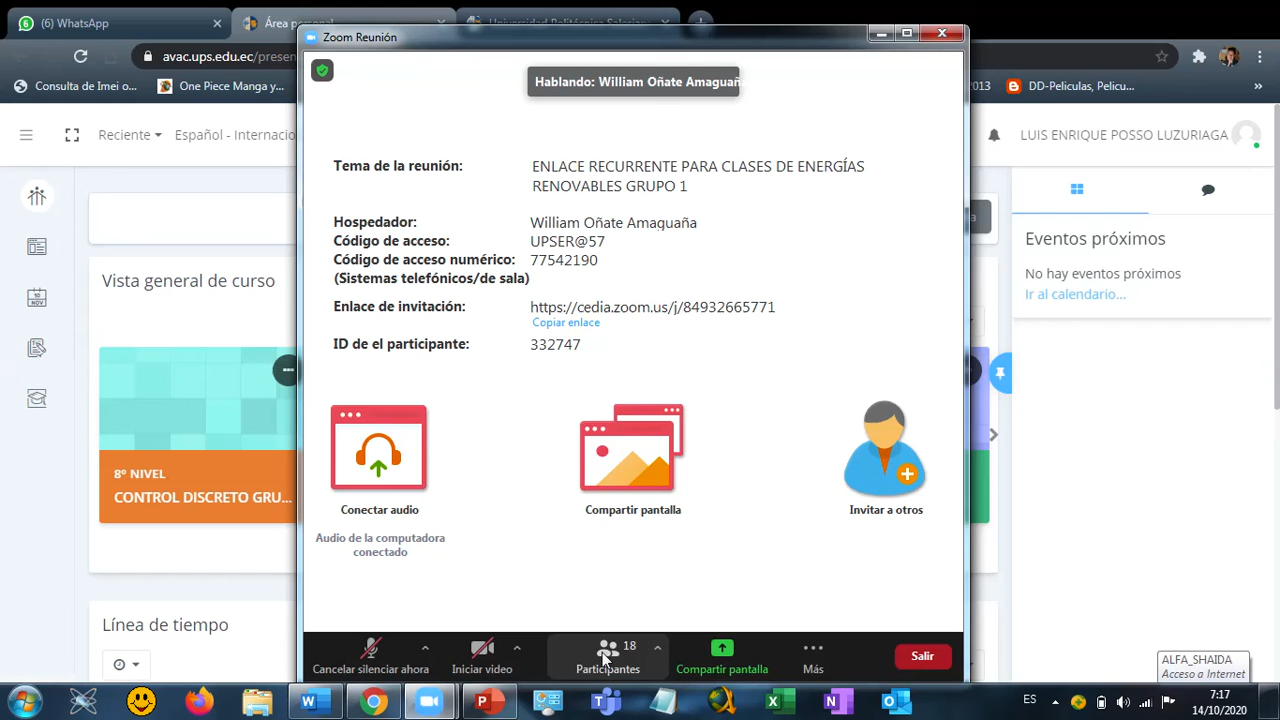 (6) WhatsApp
Área personal
Universidad Politécnica Salesian
avac.ups.edu.ec/presen
Consulta de Imei o...
One Piece Manga y...
2013
DD-Peliculas, Pelicu...
»
Zoom Reunión
Hablando: William Oñate Amaguañ
Reciente
Español - Internacio
LUIS ENRIQUE POSSO LUZURIAGA
Tema de la reunión:
ENLACE RECURRENTE PARA CLASES DE ENERGÍAS
RENOVABLES GRUPO 1
Hospedador:
William Oñate Amaguaña
Código de acceso:
UPSER@57
Código de acceso numérico:
77542190
(Sistemas telefónicos/de sala)
Enlace de invitación:
https://cedia.zoom.us/j/84932665771
Copiar enlace
ID de el participante:
332747
Vista general de curso
10
NOV
Eventos próximos
No hay eventos próximos
Ir al calendario...
8º NIVEL
CONTROL DISCRETO GRU...
Conectar audio
Audio de la computadora
conectado
Compartir pantalla
Invitar a otros
Línea de tiempo
Cancelar silenciar ahora
Iniciar video
18
Participantes
Compartir pantalla
Más
Salir
ALFA_SHAIDA
Acceso a Internet
ES
7:17
14/10/2020